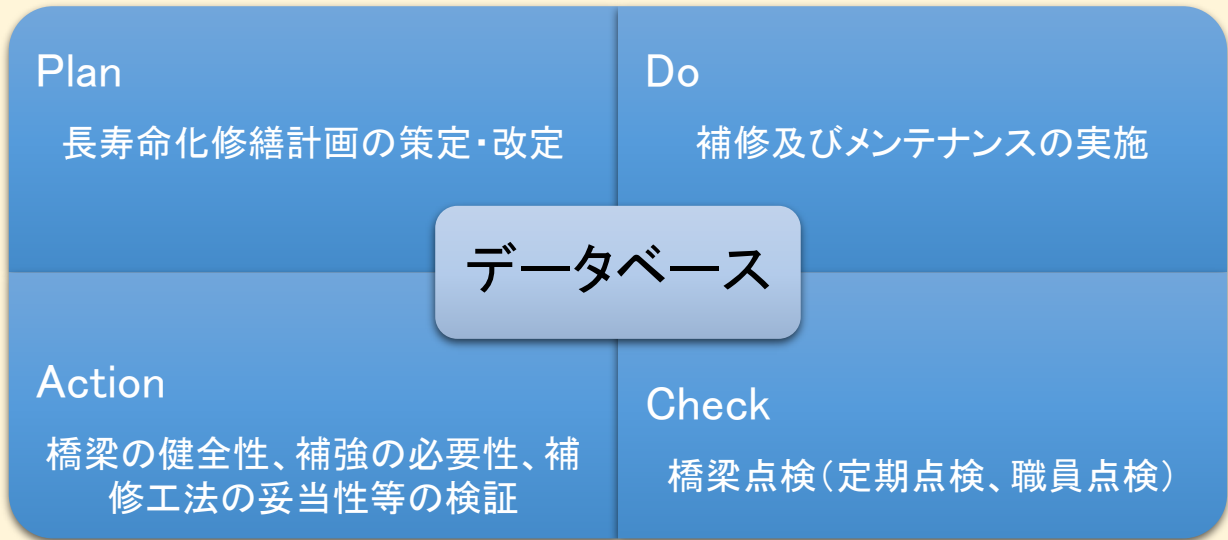 Plan
長寿命化修繕計画の策定・改定
Do
補修及びメンテナンスの実施
データベース
Action
橋梁の健全性、補強の必要性、補
修工法の妥当性等の検証
Check
橋梁点検(定期点検、職員点検)